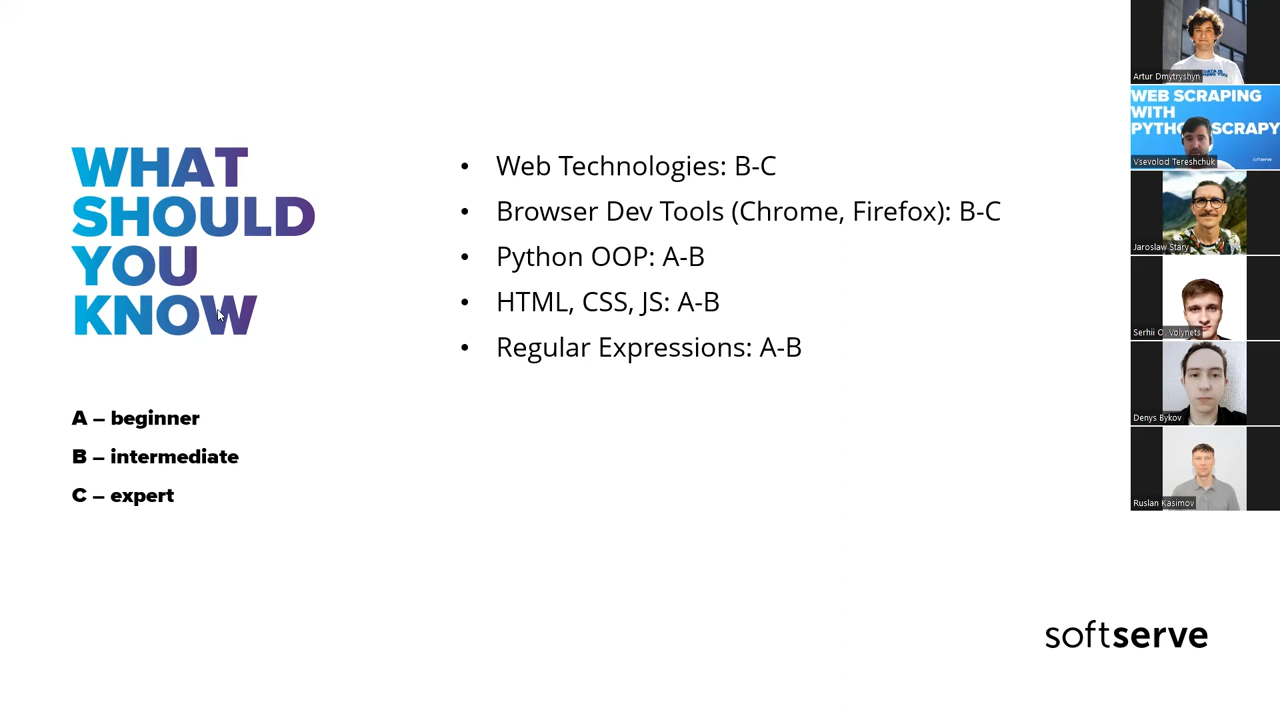 WHAT
SHOULD
YOU
KNOW
A – beginner
B – intermediate
C – expert
• Web Technologies: B-C
• Browser Dev Tools (Chrome, Firefox): B-C
• Python OOP: A-B
• HTML, CSS, JS: A-B
• Regular Expressions: A-B
softserve
Artur Dmytryshyn
WEB SCRAPING
WITH
SCRAPY
softserve
Vsevolod Tereshchuk
Jaroslaw Stary
Serhii O. Volynets
Denys Bykov
Ruslan Kasimov